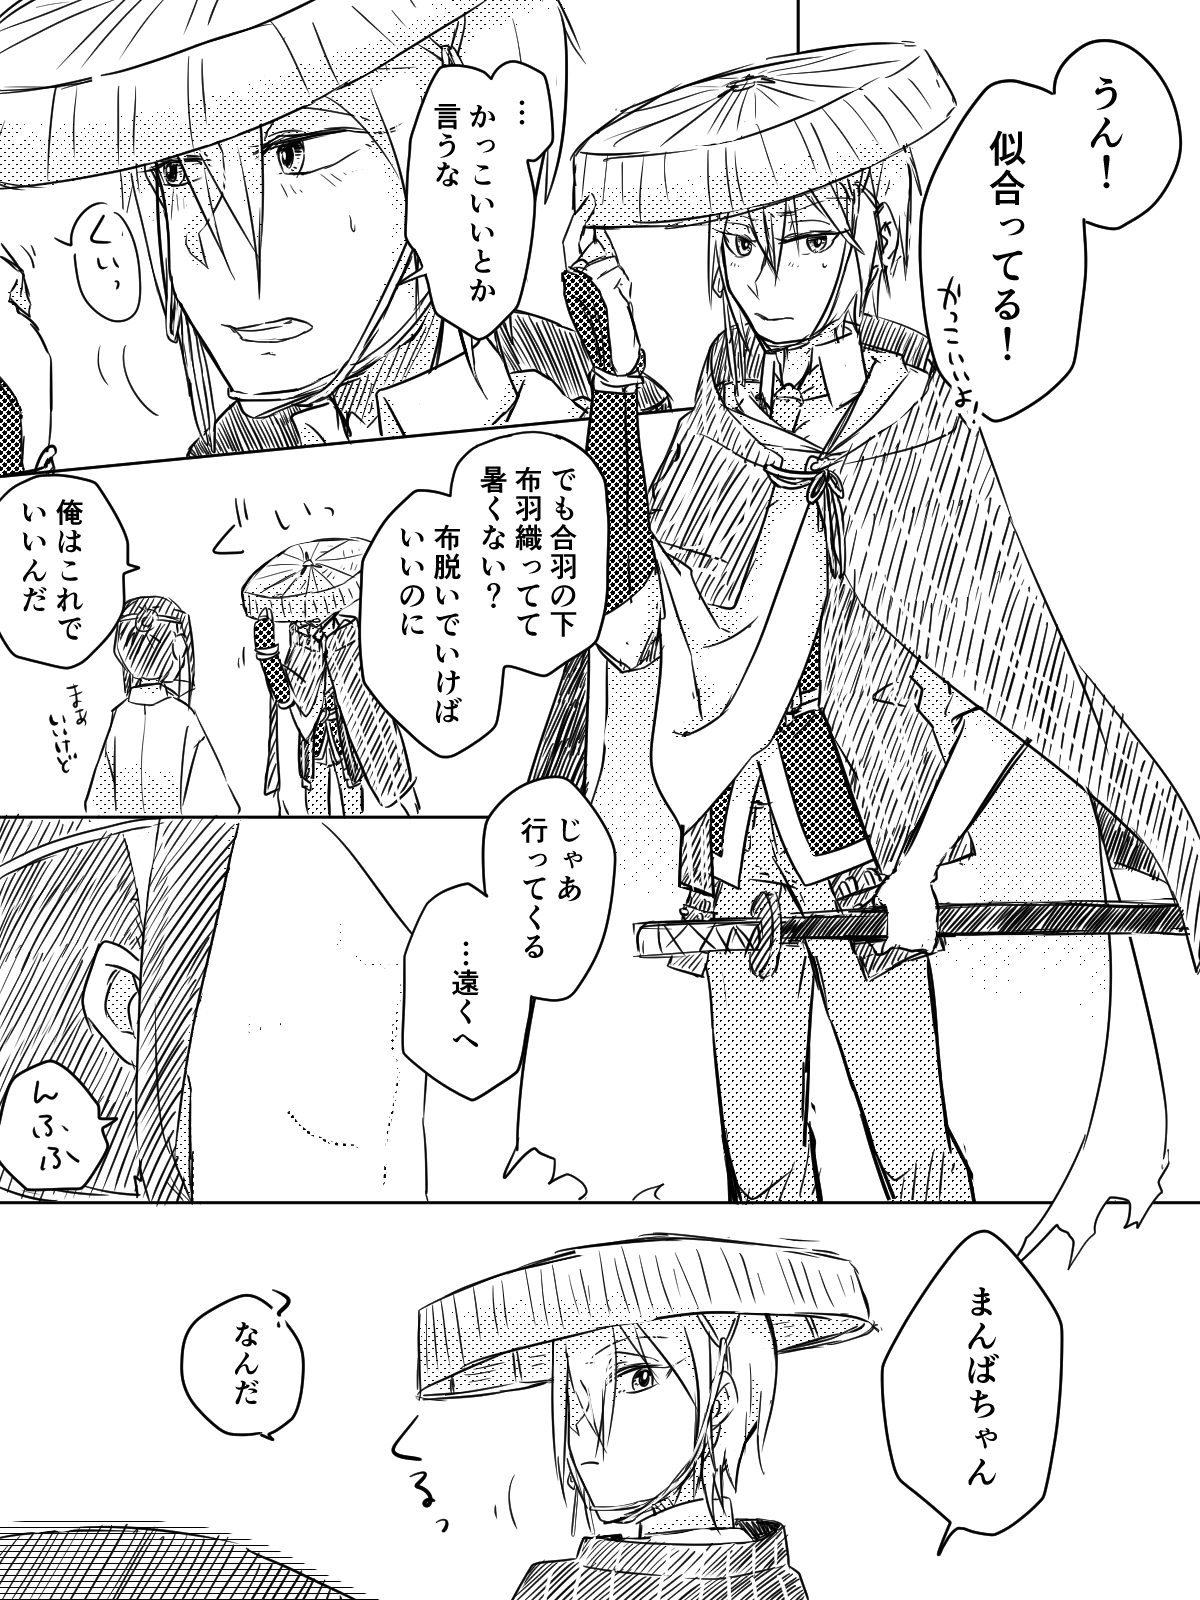 うん！
似合ってる！
かっこいいよ！
…
かっこいいとか
言うな
ぐいっ
でも合羽の下
布羽織ってて
暑くない？
布脱いでいけば
いいのに
ぐいっ
俺はこれで
いいんだ
まあ
いいけど
じゃあ
行ってくる
…遠くへ
んふふ
まんばちゃん
くるっ
？
なんだ